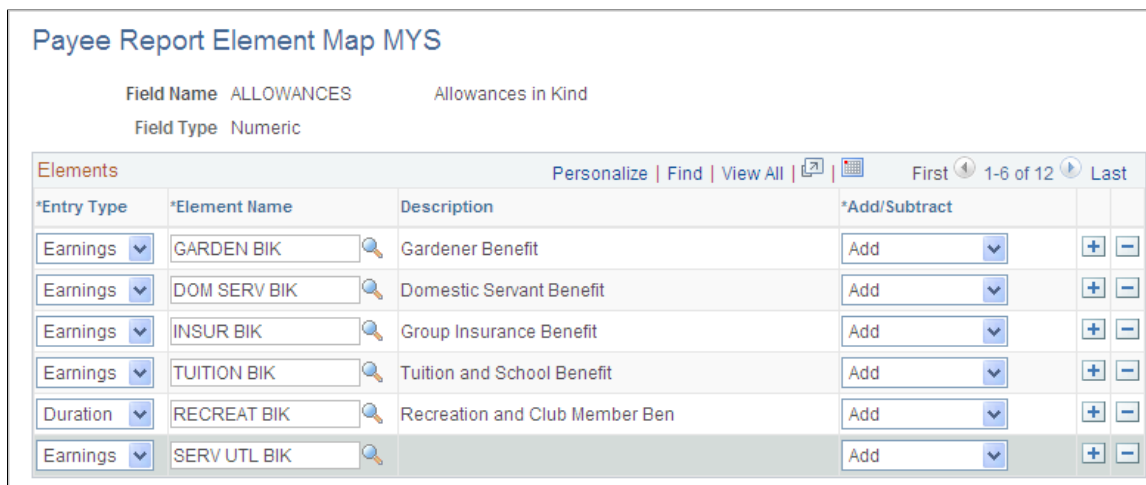 Payee Report Element Map MYS
Field Name ALLOWANCES Allowances in Kind
Field Type Numeric
Elements Personalize | Find | View All | | First 1-6 of 12 Last
*Entry Type *Element Name Description *Add/Subtract
Earnings GARDEN BIK Gardener Benefit Add
Earnings DOM SERV BIK Domestic Servant Benefit Add
Earnings INSUR BIK Group Insurance Benefit Add
Earnings TUITION BIK Tuition and School Benefit Add
Duration RECREAT BIK Recreation and Club Member Ben Add
Earnings SERV UTL BIK Add